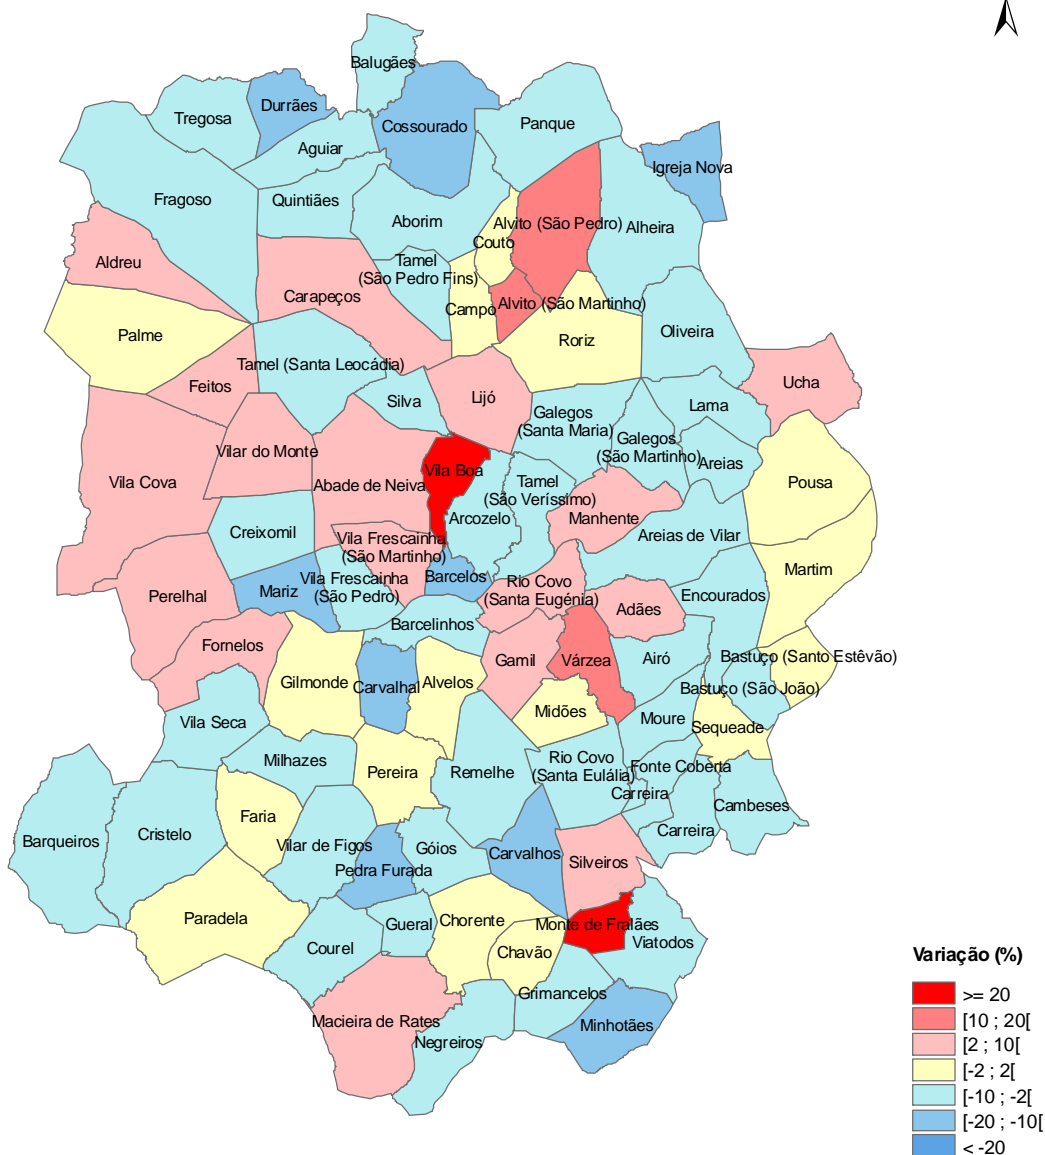 Balugães
Durrães
Tregosa
Cossourado
Panque
Aguiar
Igreja Nova
Fragoso
Quintiães
Aborim
Alvito (São Pedro)
Alheira
Couto
Aldreu
Tamel
(São Pedro Fins)
Carapeços
Campo
Alvito (São Martinho)
Palme
Roriz
Oliveira
Tamel (Santa Leocádia)
Feitos
Ucha
Silva
Lijó
Galegos
(Santa Maria)
Lama
Galegos
(São Martinho)
Vilar do Monte
Areias
Vila Boa
Vila Cova
Abade de Neiva
Tamel
(São Veríssimo)
Pousa
Arcozelo
Manhente
Creixomil
Vila Frescainha
(São Martinho)
Areias de Vilar
Martim
Vila Frescainha
(São Pedro)
Barcelos
Rio Covo
(Santa Eugénia)
Mariz
Perelhal
Encourados
Adães
Barcelinhos
Fornelos
Gamil
Várzea
Airó
Bastuço (Santo Estêvão)
Gilmonde
Carvalhal
Alvelos
Bastuço (São João)
Vila Seca
Midões
Moure
Sequeade
Milhazes
Pereira
Remelhe
Rio Covo
(Santa Eulália)
Fonte Coberta
Carreira
Cambeses
Faria
Cristelo
Barqueiros
Vilar de Figos
Góios
Carreira
Pedra Furada
Carvalhos
Silveiros
Paradela
Gueral
Chorente
Monte de Fralães
Courel
Viatodos
Chavão
Grimancelos
Macieira de Rates
Minhotães
Negreiros
Variação (%)
>= 20
[10 ; 20[
[2 ; 10[
[-2 ; 2[
[-10 ; -2[
[-20 ; -10[
< -20